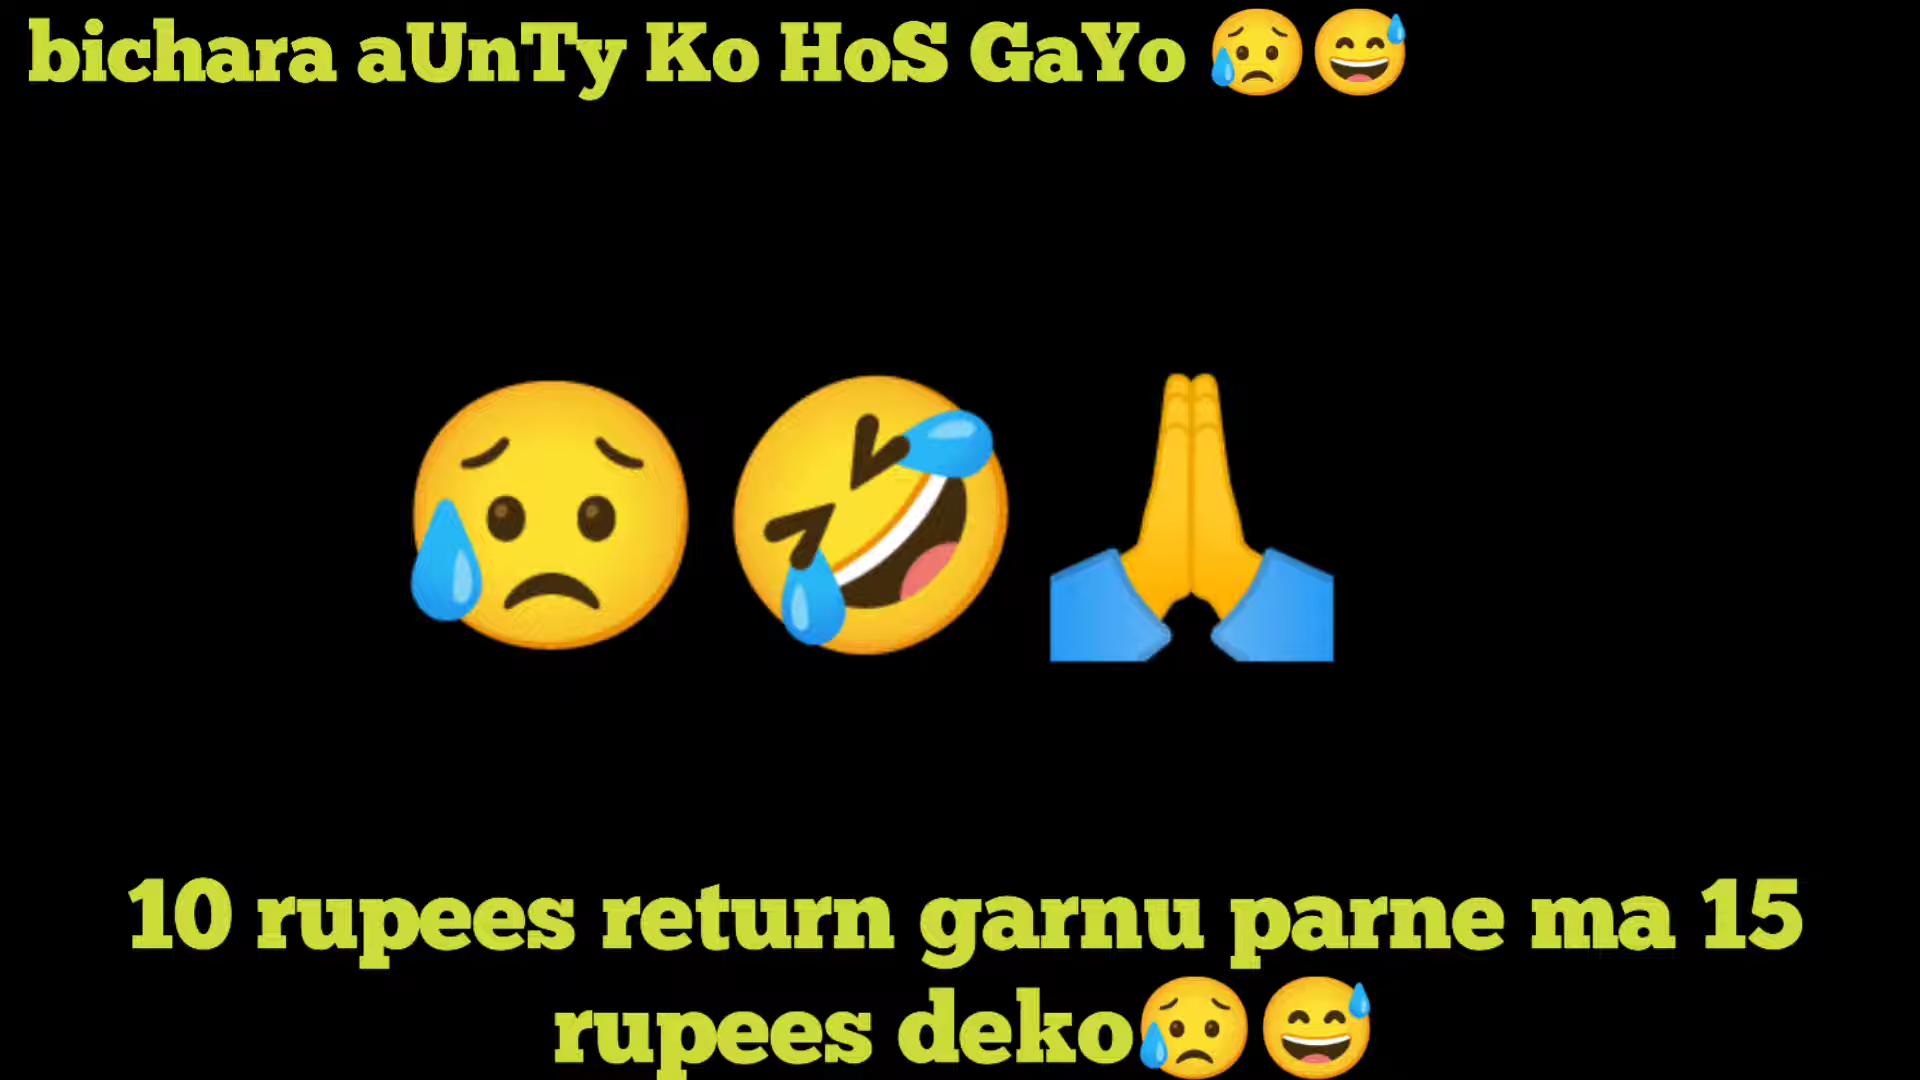 bichara aUnTy Ko HoS GaYo 😥😅
😥🤣🙏
10 rupees return garnu parne ma 15
rupees deko😥😅